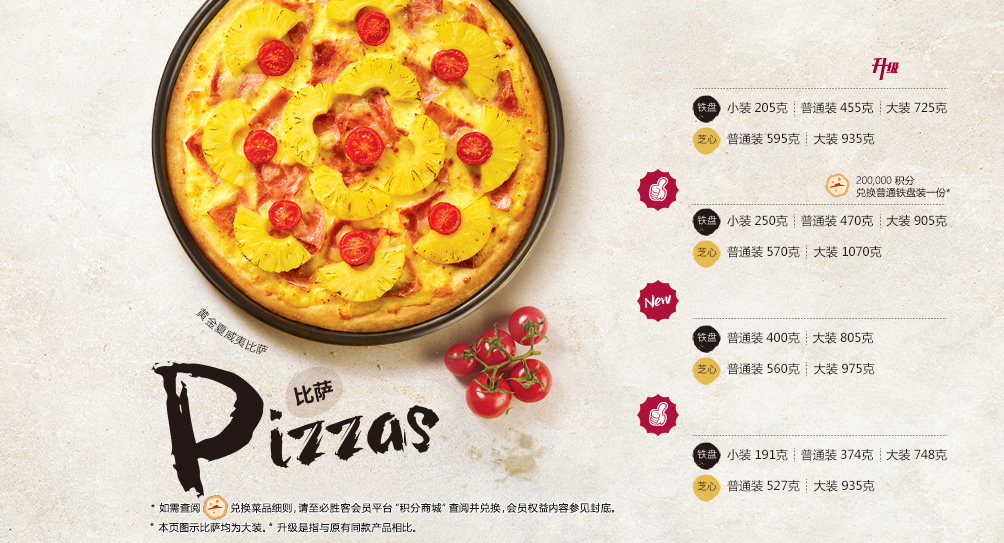 升级
铁盘 小装 205克 普通装 455克 大装 725克
芝心 普通装 595克 大装 935克
200,000 积分
兑换普通铁盘装一份*
铁盘 小装 250克 普通装 470克 大装 905克
芝心 普通装 570克 大装 1070克
New
铁盘 普通装 400克 大装 805克
芝心 普通装 560克 大装 975克
铁盘 小装 191克 普通装 374克 大装 748克
芝心 普通装 527克 大装 935克
黄金夏威夷比萨
比萨
Pizzas
* 如需查阅 兑换菜品细则,请至必胜客会员平台“积分商城”查阅并兑换,会员权益内容参见封底。
* 本页图示比萨均为大装。* 升级是指与原有同款产品相比。